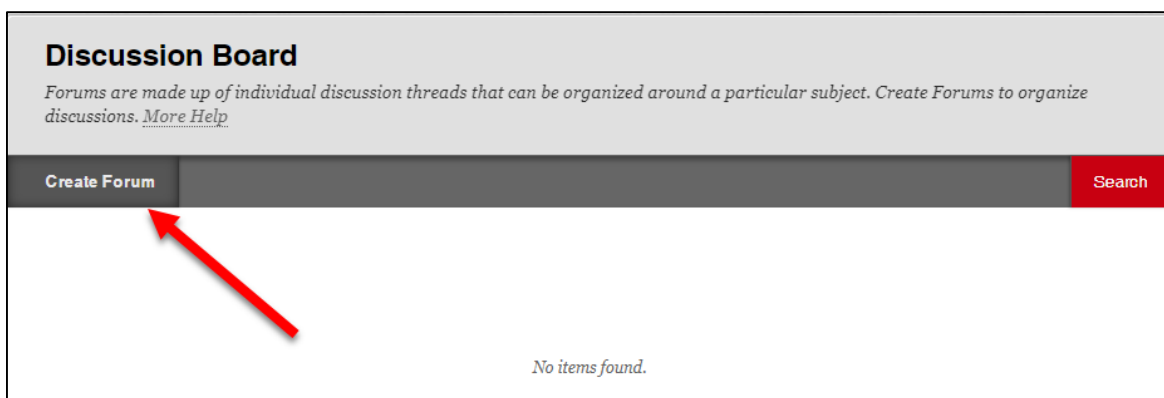 Discussion Board
Forums are made up of individual discussion threads that can be organized around a particular subject. Create Forums to organize
discussions. More Help
Create Forum
Search
No items found.